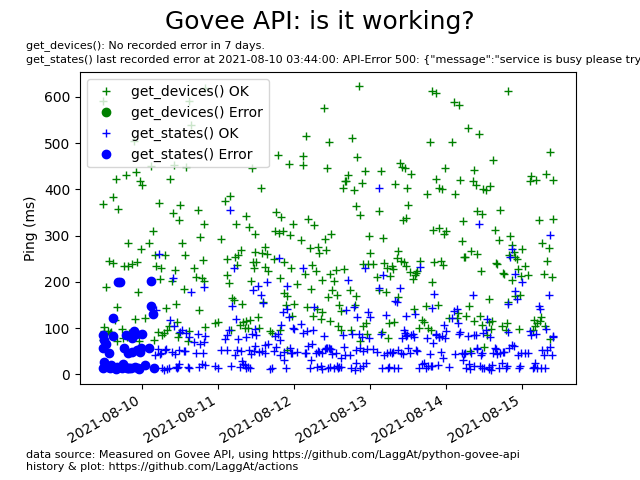 Govee API: is it working?
get_devices(): No recorded error in 7 days.
get_states() last recorded error at 2021-08-10 03:44:00: API-Error 500: {"message":"service is busy please try
get_devices() OK
get_devices() Error
get_states() OK
get_states() Error
Ping (ms)
600
500
400
300
200
100
0
2021-08-10
2021-08-11
2021-08-12
2021-08-13
2021-08-14
2021-08-15
data source: Measured on Govee API, using https://github.com/LaggAt/python-govee-api
history & plot: https://github.com/LaggAt/actions